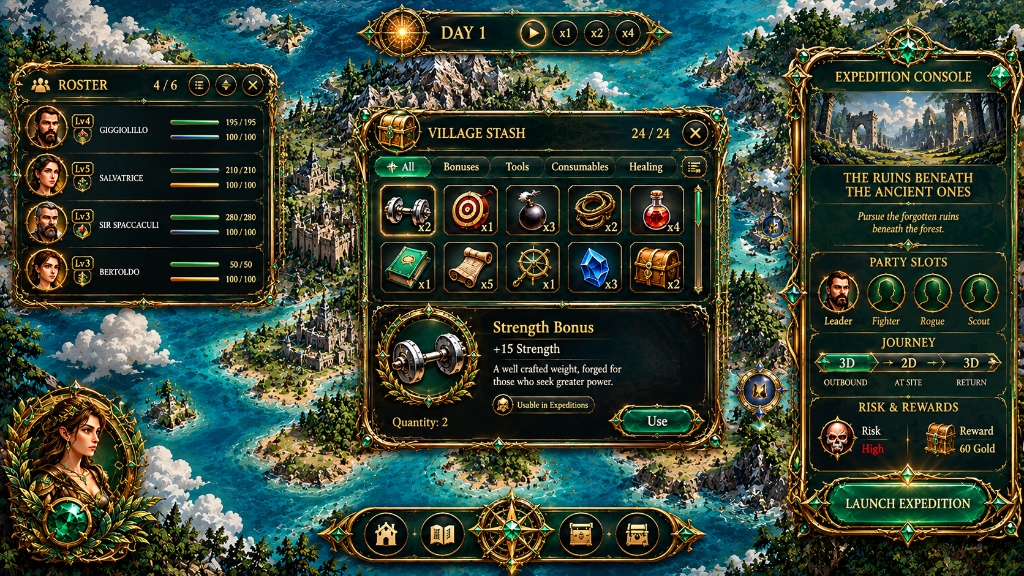 DAY 1
x1
x2
x4
ROSTER
4 / 6
Lv4
GIGGIOLILLO
195 / 195
100 / 100
Lv5
SALVATRICE
210 / 210
100 / 100
Lv3
SIR SPACCACULI
280 / 280
100 / 100
Lv3
BERTOLDO
50 / 50
100 / 100
VILLAGE STASH
24 / 24
All
Bonuses
Tools
Consumables
Healing
x2
x1
x3
x2
x4
x1
x5
x1
x3
x2
Strength Bonus
+15 Strength
A well crafted weight, forged for
those who seek greater power.
Usable in Expeditions
Quantity: 2
Use
EXPEDITION CONSOLE
THE RUINS BENEATH
THE ANCIENT ONES
Pursue the forgotten ruins
beneath the forest.
PARTY SLOTS
Leader
Fighter
Rogue
Scout
JOURNEY
3D
2D
3D
OUTBOUND
AT SITE
RETURN
RISK & REWARDS
Risk
High
Reward
60 Gold
LAUNCH EXPEDITION